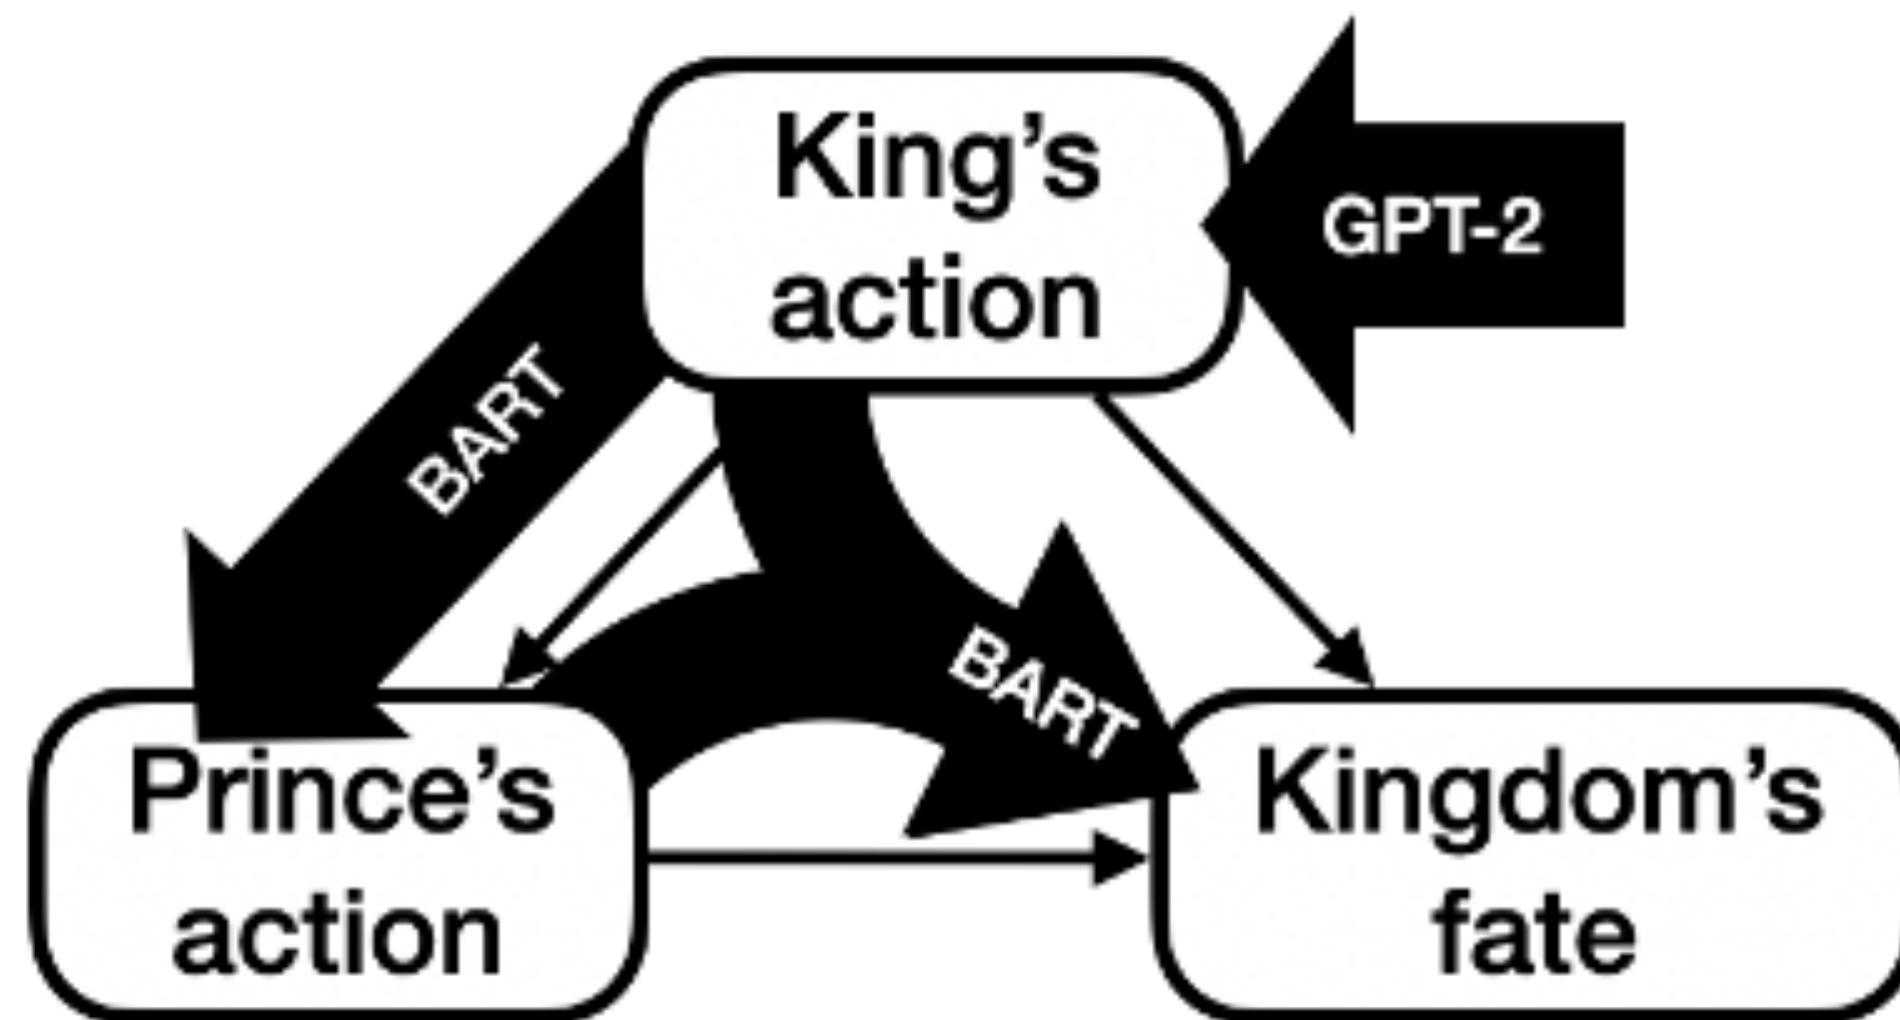 King’s
action
GPT-2
BART
BART
Prince’s
action
Kingdom’s
fate